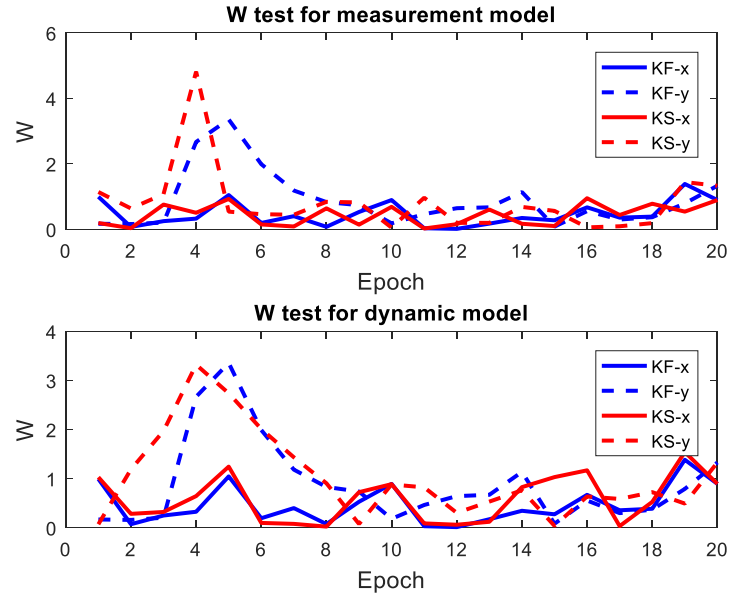 W test for measurement model
6
4
2
0
W
KF-x
KF-y
KS-x
KS-y
0 2 4 6 8 10 12 14 16 18 20
Epoch
W test for dynamic model
4
3
2
1
0
W
KF-x
KF-y
KS-x
KS-y
0 2 4 6 8 10 12 14 16 18 20
Epoch